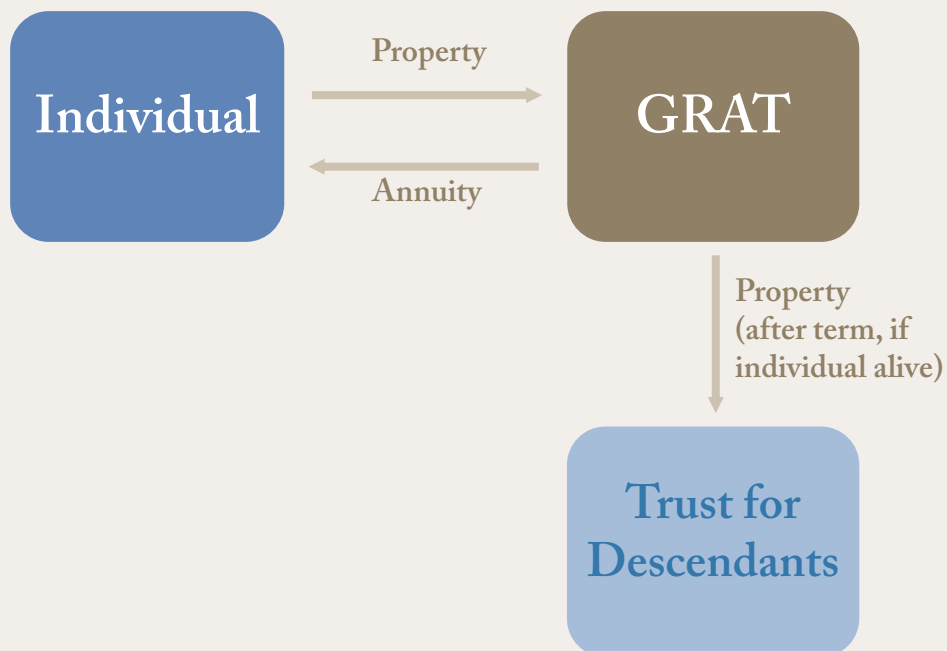 Property
Individual
GRAT
Annuity
Property
(after term, if
individual alive)
Trust for
Descendants